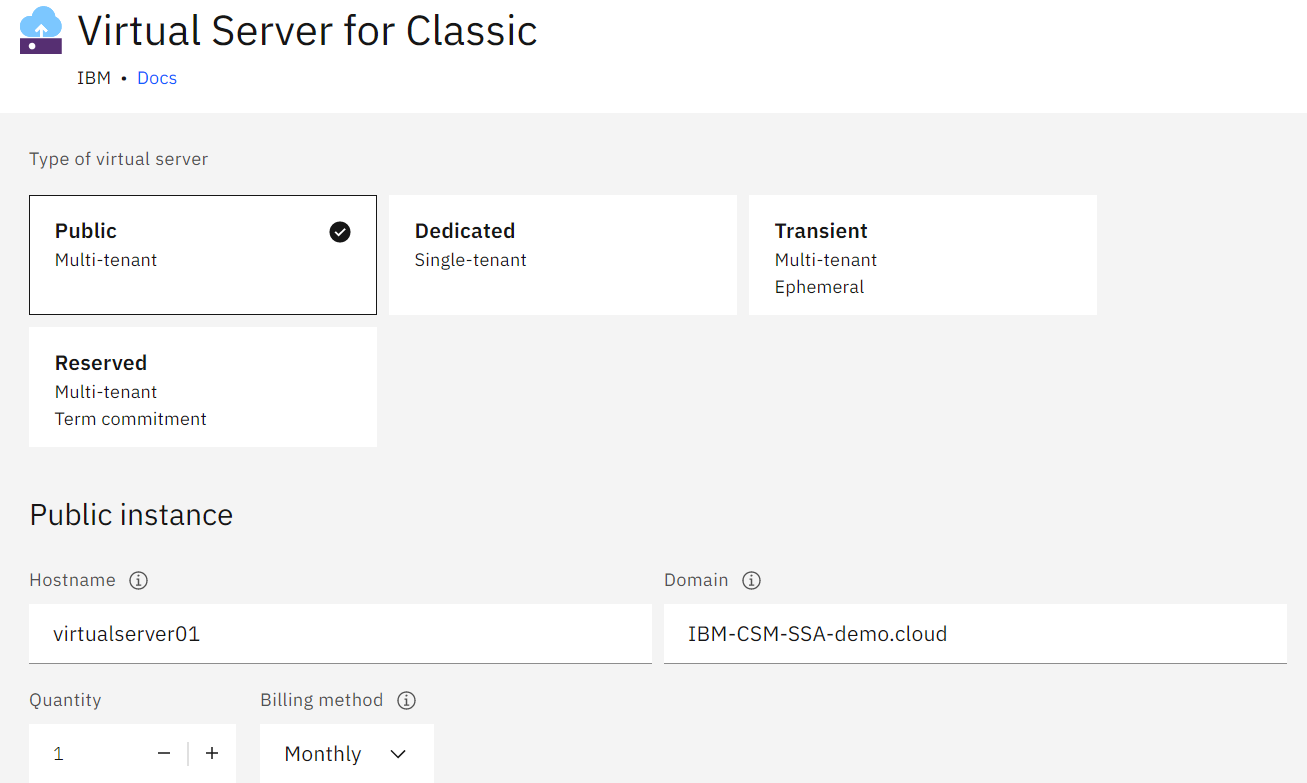 Virtual Server for Classic
IBM • Docs
Type of virtual server
Public
Multi-tenant
Dedicated
Single-tenant
Transient
Multi-tenant
Ephemeral
Reserved
Multi-tenant
Term commitment
Public instance
Hostname
virtualserver01
Domain
IBM-CSM-SSA-demo.cloud
Quantity
1
Billing method
Monthly